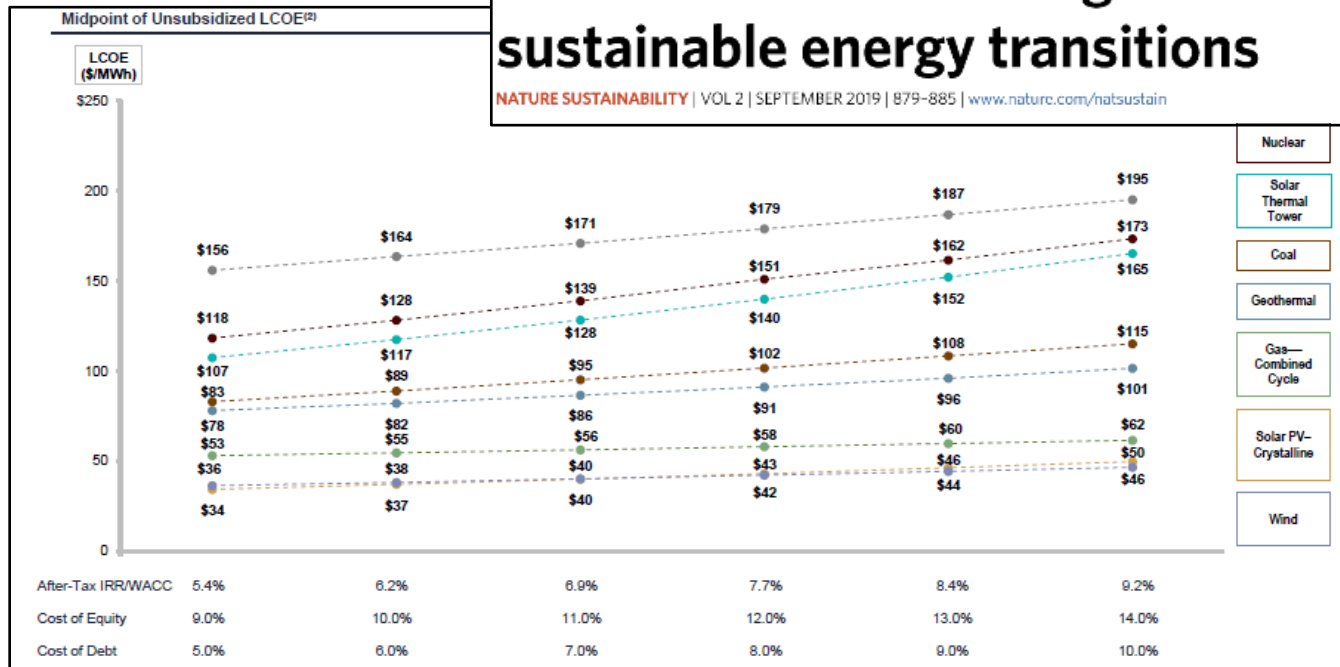 Midpoint of Unsubsidized LCOE(2)
sustainable energy transitions
NATURE SUSTAINABILITY | VOL 2 | SEPTEMBER 2019 | 879-885 | www.nature.com/natsustain
LCOE
($/MWh)
$250
200
150
100
50
0
$156 $164 $171 $179 $187 $195
$118 $128 $139 $151 $162 $173
$107 $117 $128 $140 $152 $165
$83 $89 $95 $102 $108 $115
$78 $82 $86 $91 $96 $101
$53 $55 $56 $58 $60 $62
$36 $38 $40 $43 $46 $50
$34 $37 $40 $42 $44 $46
Nuclear
Solar
Thermal
Tower
Coal
Geothermal
Gas—
Combined
Cycle
Solar PV–
Crystalline
Wind
After-Tax IRR/WACC 5.4% 6.2% 6.9% 7.7% 8.4% 9.2%
Cost of Equity 9.0% 10.0% 11.0% 12.0% 13.0% 14.0%
Cost of Debt 5.0% 6.0% 7.0% 8.0% 9.0% 10.0%